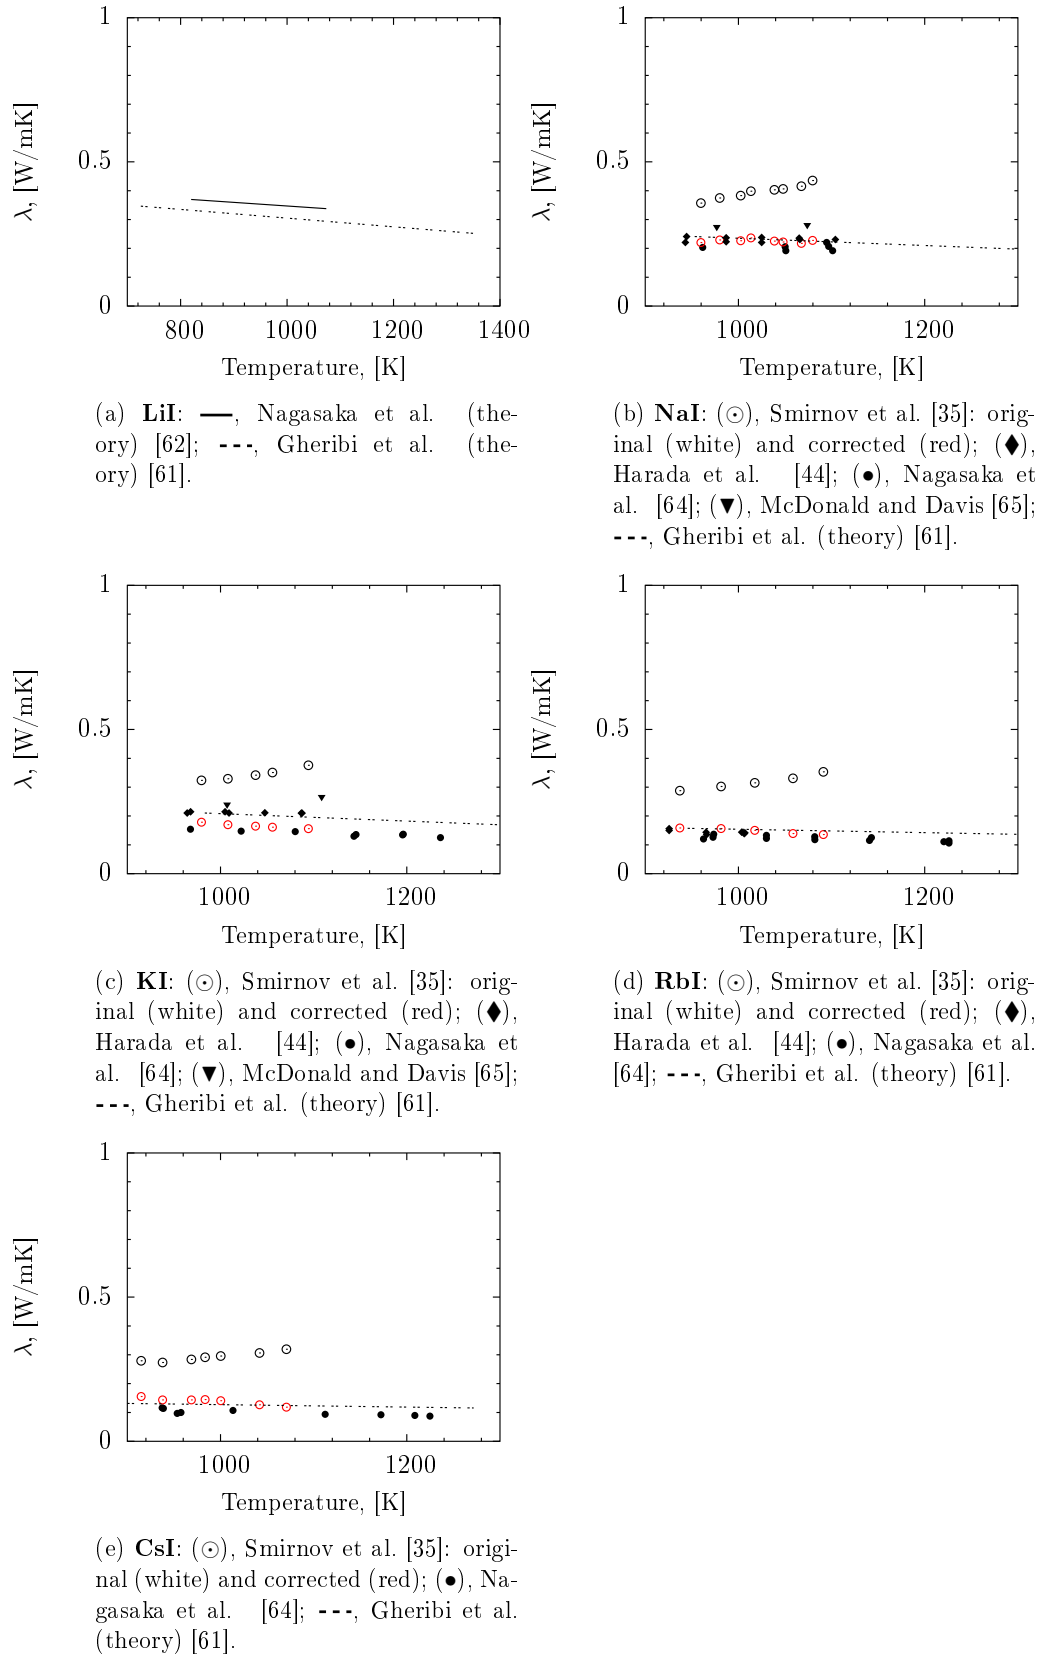 1
0.5
0
λ, [W/mK]
800 1000 1200 1400
Temperature, [K]
(a) LiI: —, Nagasaka et al. (the-
ory) [62]; ---, Gheribi et al. (the-
ory) [61].
1
0.5
0
λ, [W/mK]
1000 1200
Temperature, [K]
(b) NaI: (⊙), Smirnov et al. [35]: orig-
inal (white) and corrected (red); (♦),
Harada et al. [44]; (●), Nagasaka et
al. [64]; (▼), McDonald and Davis [65];
---, Gheribi et al. (theory) [61].
1
0.5
0
λ, [W/mK]
1000 1200
Temperature, [K]
(c) KI: (⊙), Smirnov et al. [35]: orig-
inal (white) and corrected (red); (♦),
Harada et al. [44]; (●), Nagasaka et
al. [64]; (▼), McDonald and Davis [65];
---, Gheribi et al. (theory) [61].
1
0.5
0
λ, [W/mK]
1000 1200
Temperature, [K]
(d) RbI: (⊙), Smirnov et al. [35]: orig-
inal (white) and corrected (red); (♦),
Harada et al. [44]; (●), Nagasaka et al.
[64]; ---, Gheribi et al. (theory) [61].
1
0.5
0
λ, [W/mK]
1000 1200
Temperature, [K]
(e) CsI: (⊙), Smirnov et al. [35]: origi-
nal (white) and corrected (red); (●), Na-
gasaka et al. [64]; ---, Gheribi et al.
(theory) [61].